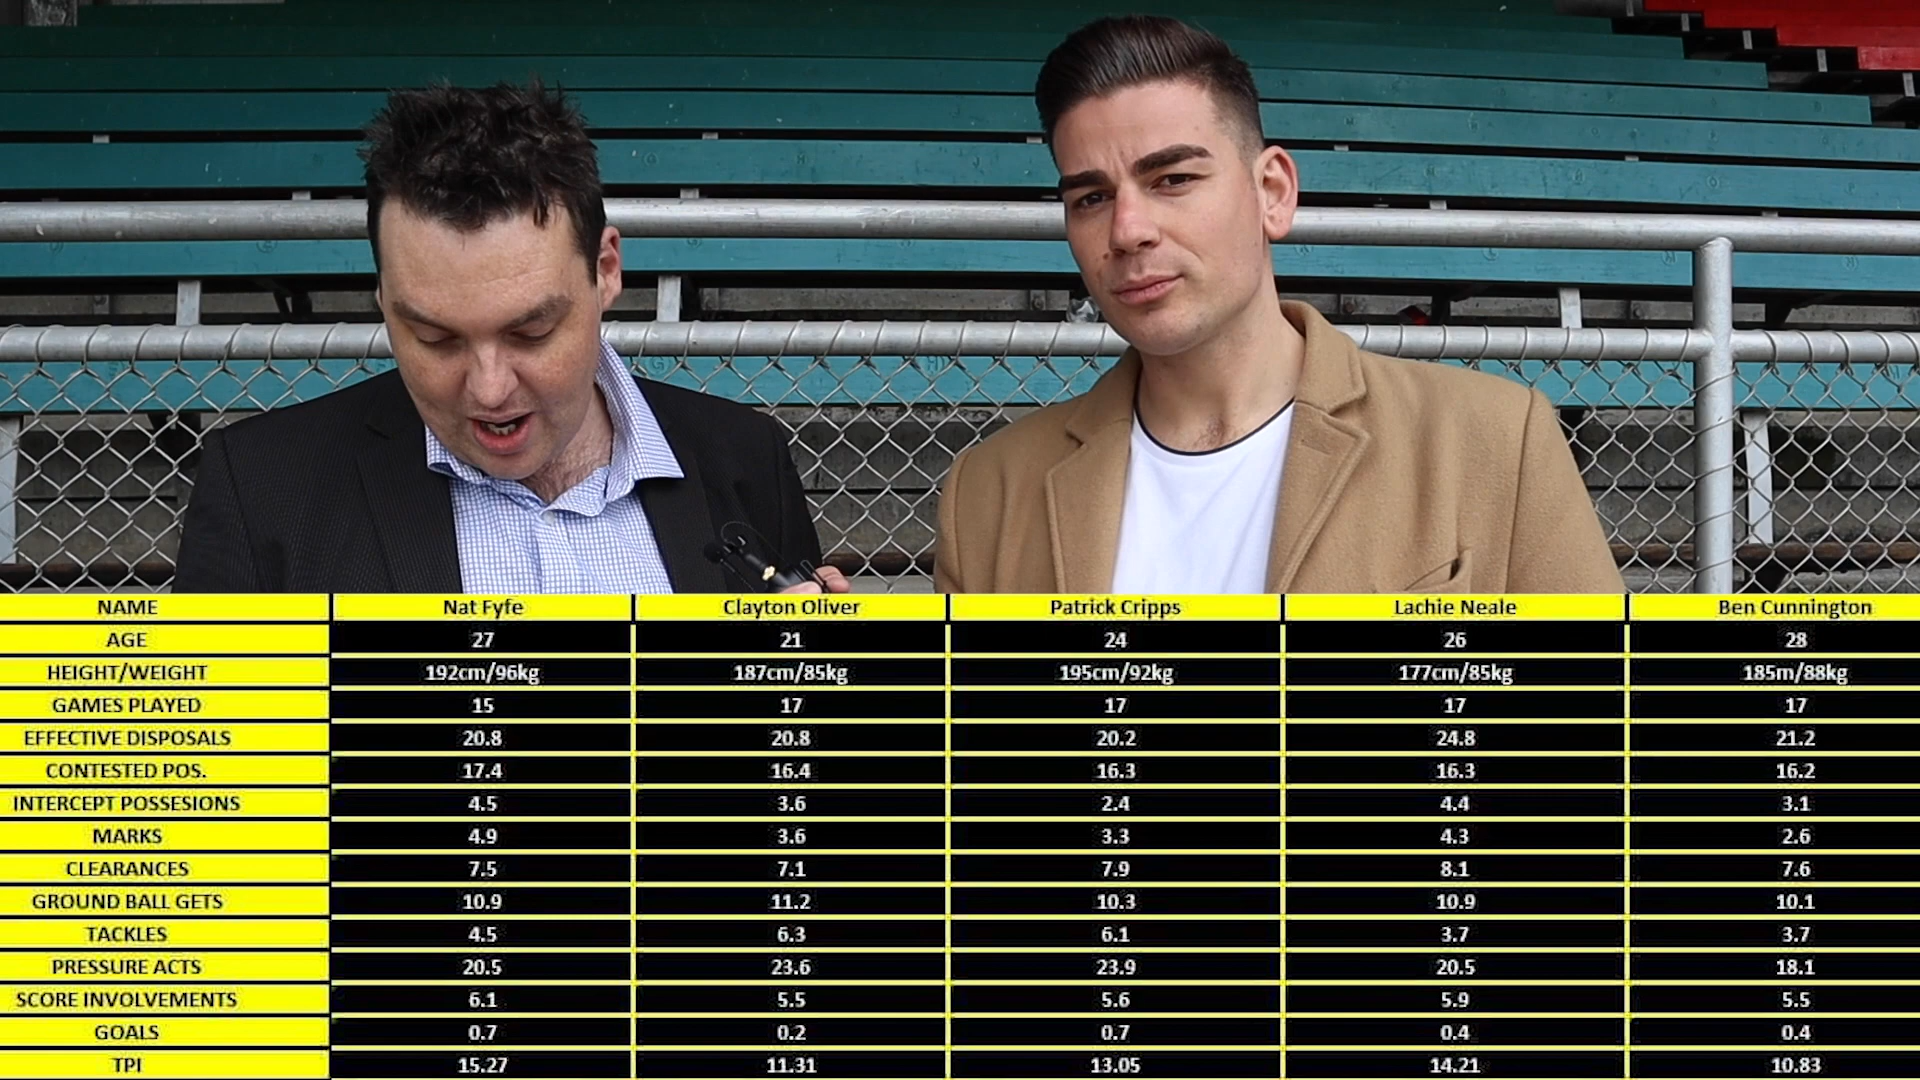 NAME Nat Fyfe Clayton Oliver Patrick Cripps Lachie Neale Ben Cunnington
AGE 27 21 24 26 28
HEIGHT/WEIGHT 192cm/96kg 187cm/85kg 195cm/92kg 177cm/85kg 185m/88kg
GAMES PLAYED 15 17 17 17 17
EFFECTIVE DISPOSALS 20.8 20.8 20.2 24.8 21.2
CONTESTED POS. 17.4 16.4 16.3 16.3 16.2
INTERCEPT POSSESIONS 4.5 3.6 2.4 4.4 3.1
MARKS 4.9 3.6 3.3 4.3 2.6
CLEARANCES 7.5 7.1 7.9 8.1 7.6
GROUND BALL GETS 10.9 11.2 10.3 10.9 10.1
TACKLES 4.5 6.3 6.1 3.7 3.7
PRESSURE ACTS 20.5 23.6 23.9 20.5 18.1
SCORE INVOLVEMENTS 6.1 5.5 5.6 5.9 5.5
GOALS 0.7 0.2 0.7 0.4 0.4
TPI 15.27 11.31 13.05 14.21 10.83